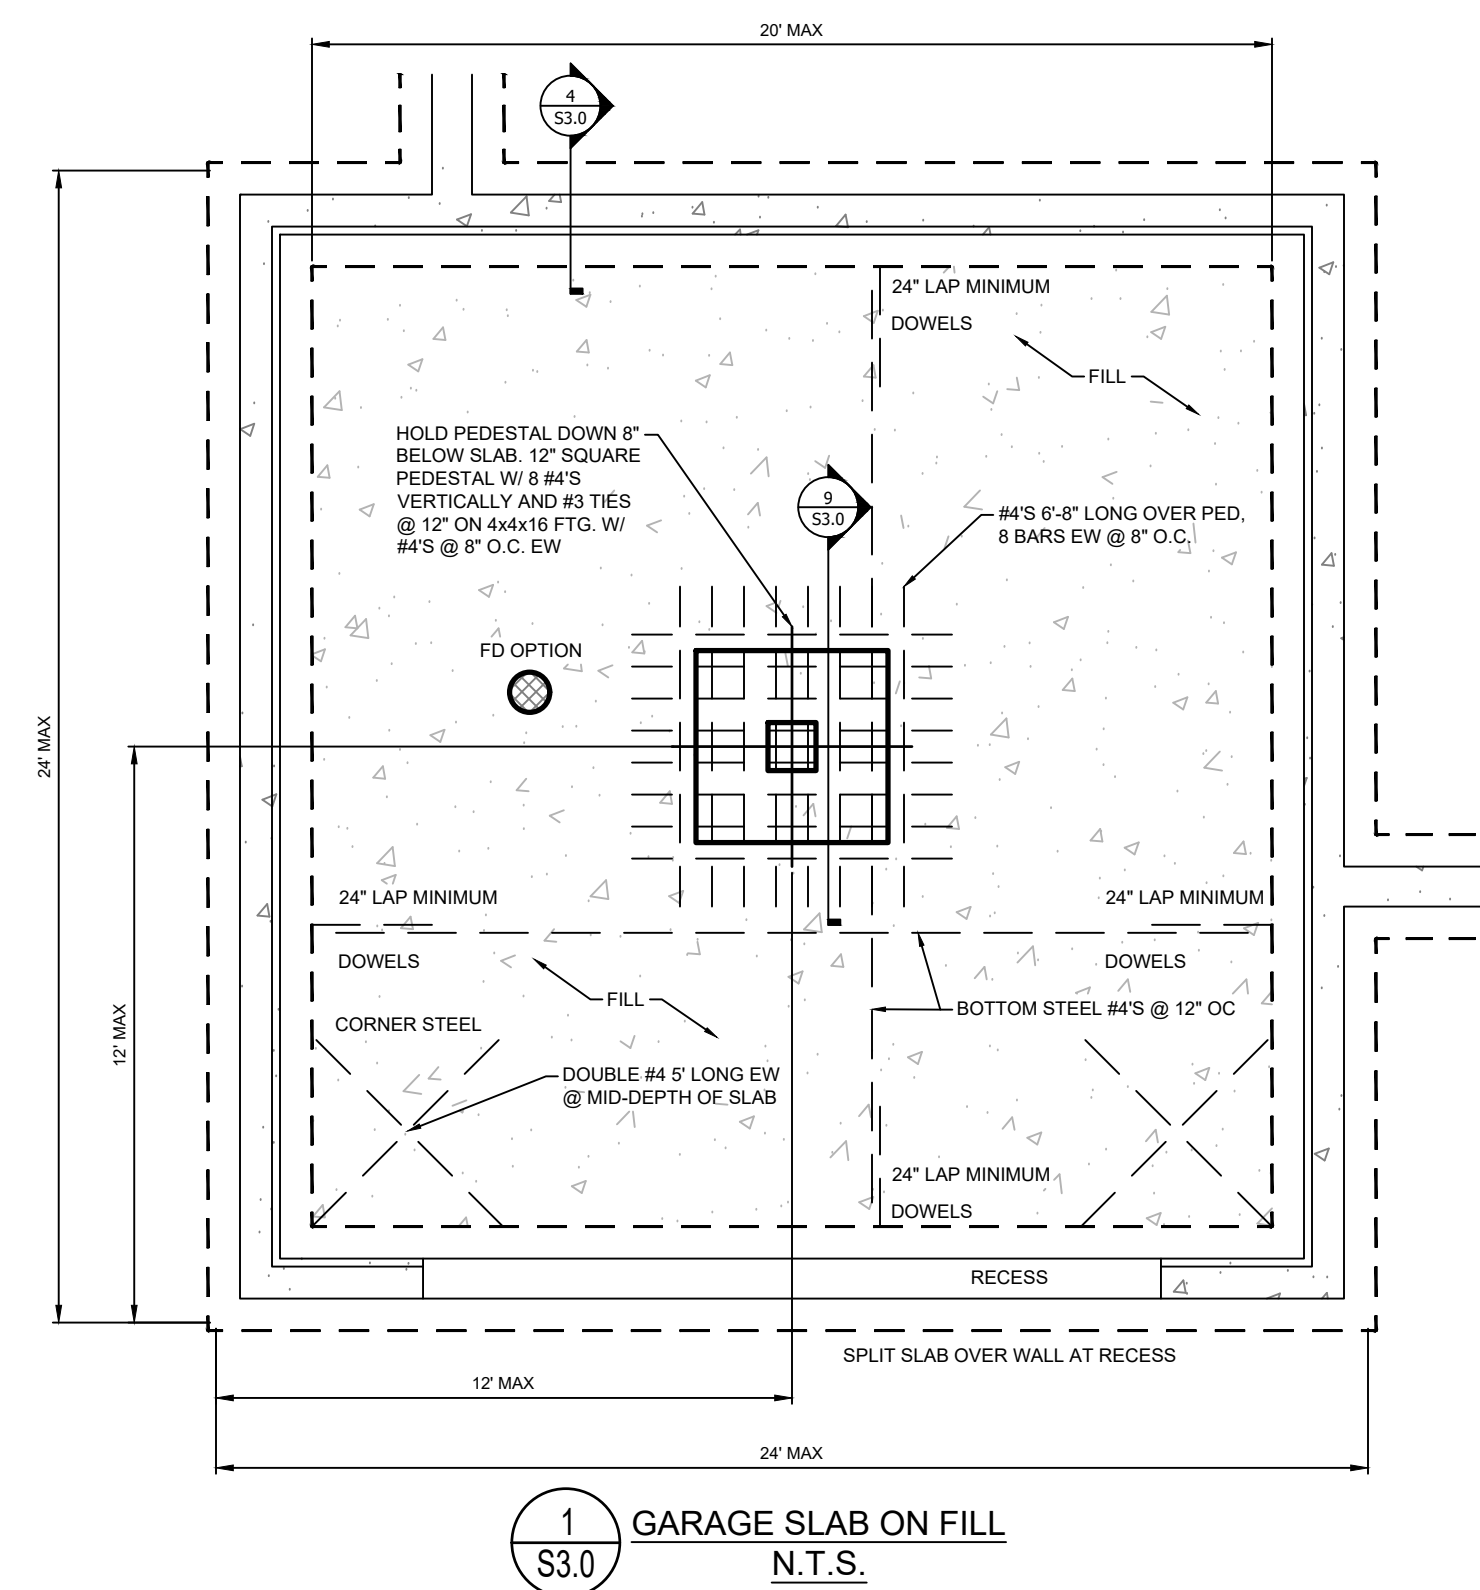 20' MAX
4
S3.0
24" LAP MINIMUM
DOWELS
FILL
HOLD PEDESTAL DOWN 8"
BELOW SLAB. 12" SQUARE
PEDESTAL W/ 8 #4'S
VERTICALLY AND #3 TIES
@ 12" ON 4x4x16 FTG. W/
#4'S @ 8" O.C. EW
9
S3.0
#4'S 6'-8" LONG OVER PED,
8 BARS EW @ 8" O.C.
FD OPTION
24' MAX
24" LAP MINIMUM
24" LAP MINIMUM
DOWELS
DOWELS
FILL
BOTTOM STEEL #4'S @ 12" OC
CORNER STEEL
12' MAX
DOUBLE #4 5' LONG EW
@ MID-DEPTH OF SLAB
24" LAP MINIMUM
DOWELS
RECESS
SPLIT SLAB OVER WALL AT RECESS
12' MAX
24' MAX
1
S3.0
GARAGE SLAB ON FILL
N.T.S.